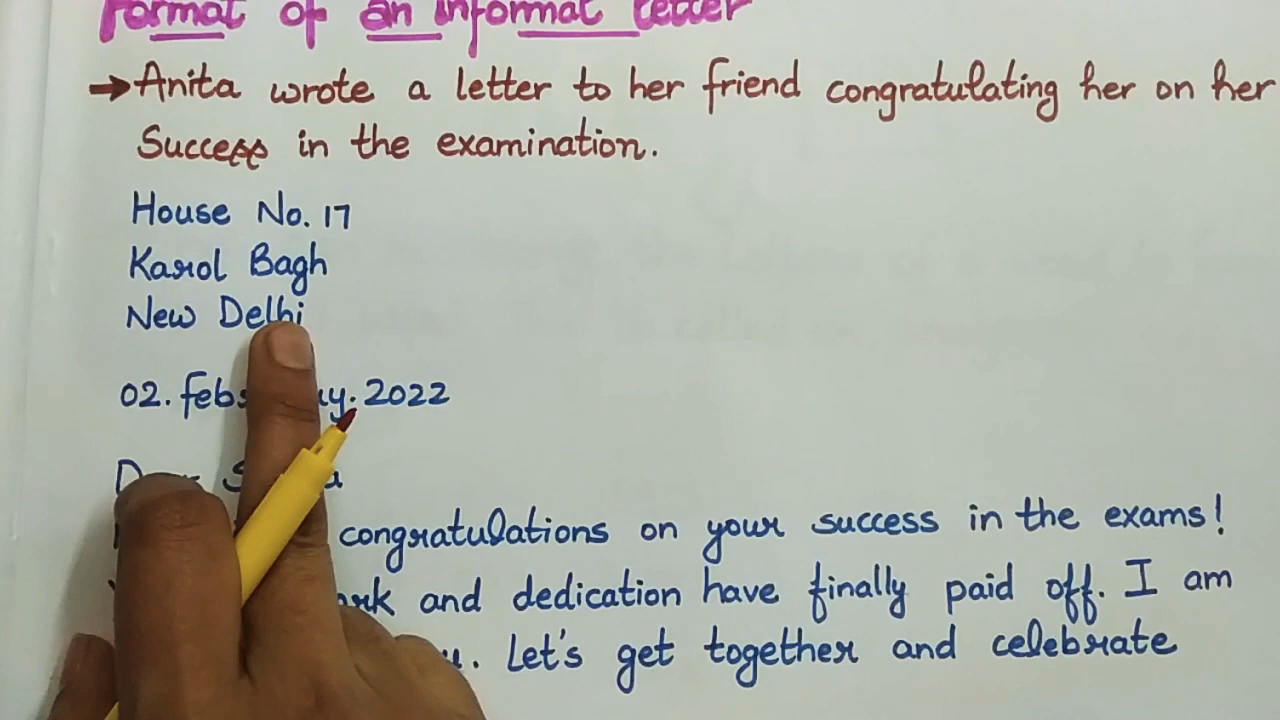 Format of an informal letter
→ Anita wrote a letter to her friend congratulating her on her
Success in the examination.
House No. 17
Karol Bagh
New Delhi
02. 2022
congratulations on your success in the exams!
and dedication have finally paid off. I am
Let's get together and celebrate